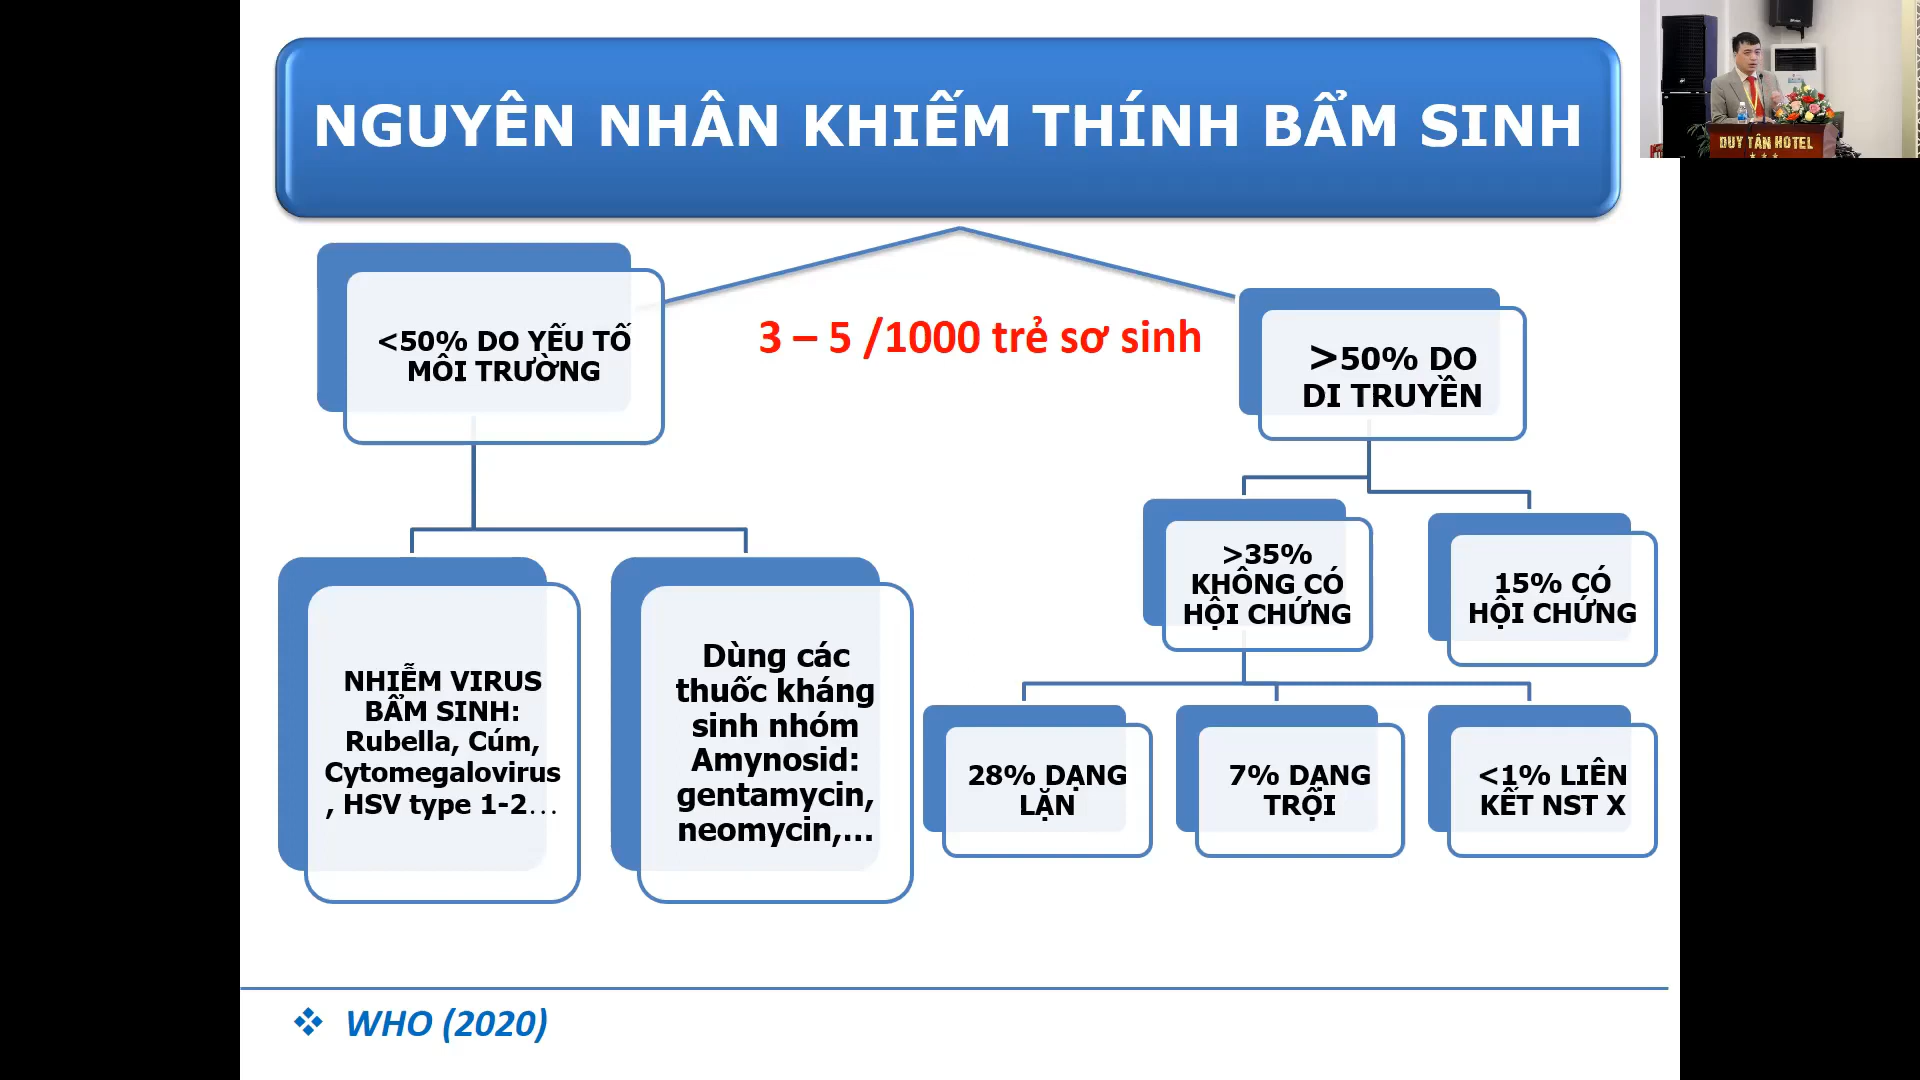 NGUYÊN NHÂN KHIẾM THÍNH BẨM SINH
DUY TÂN HOTEL
<50% DO YẾU TỐ
MÔI TRƯỜNG
3 – 5 /1000 trẻ sơ sinh
>50% DO
DI TRUYỀN
>35%
KHÔNG CÓ
HỘI CHỨNG
15% CÓ
HỘI CHỨNG
NHIỄM VIRUS
BẨM SINH:
Rubella, Cúm,
Cytomegalovirus
, HSV type 1-2...
Dùng các
thuốc kháng
sinh nhóm
Amynosid:
gentamycin,
neomycin,...
28% DẠNG
LẶN
7% DẠNG
TRỘI
<1% LIÊN
KẾT NST X
WHO (2020)